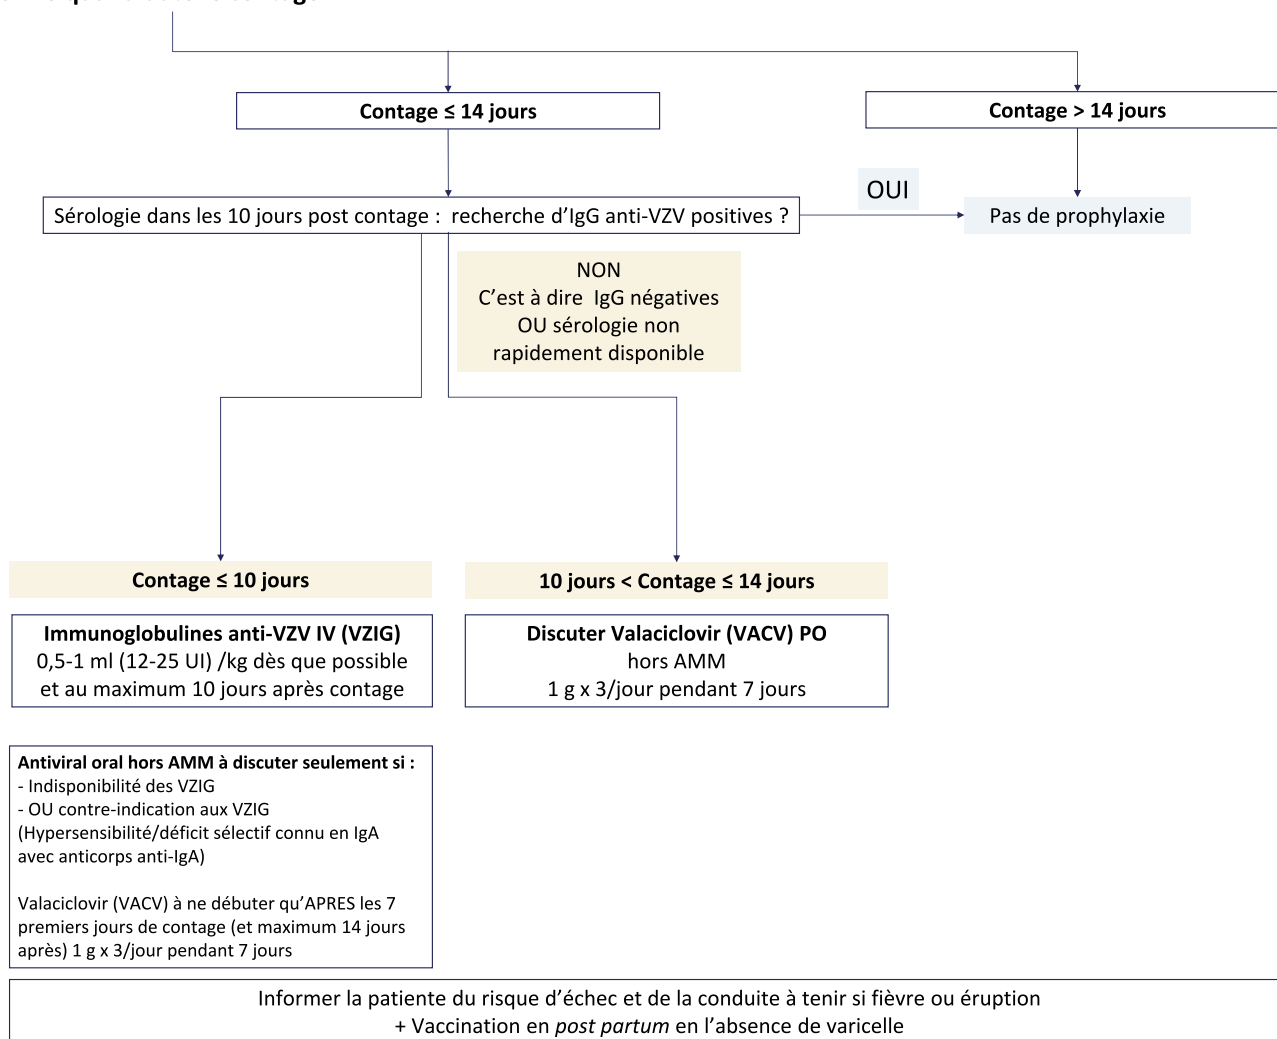 Contage ≤ 14 jours
Contage > 14 jours
Sérologie dans les 10 jours post contage : recherche d'IgG anti-VZV positives ?
OUI
Pas de prophylaxie
NON
C'est à dire IgG négatives
OU sérologie non
rapidement disponible
Contage ≤ 10 jours
10 jours < Contage ≤ 14 jours
Immunoglobulines anti-VZV IV (VZIG)
0,5-1 ml (12-25 UI) /kg dès que possible
et au maximum 10 jours après contage
Discuter Valaciclovir (VACV) PO
hors AMM
1 g x 3/jour pendant 7 jours
Antiviral oral hors AMM à discuter seulement si :
- Indisponibilité des VZIG
- OU contre-indication aux VZIG
(Hypersensibilité/déficit sélectif connu en IgA
avec anticorps anti-IgA)
Valaciclovir (VACV) à ne débuter qu'APRES les 7
premiers jours de contage (et maximum 14 jours
après) 1 g x 3/jour pendant 7 jours
Informer la patiente du risque d'échec et de la conduite à tenir si fièvre ou éruption
+ Vaccination en post partum en l'absence de varicelle